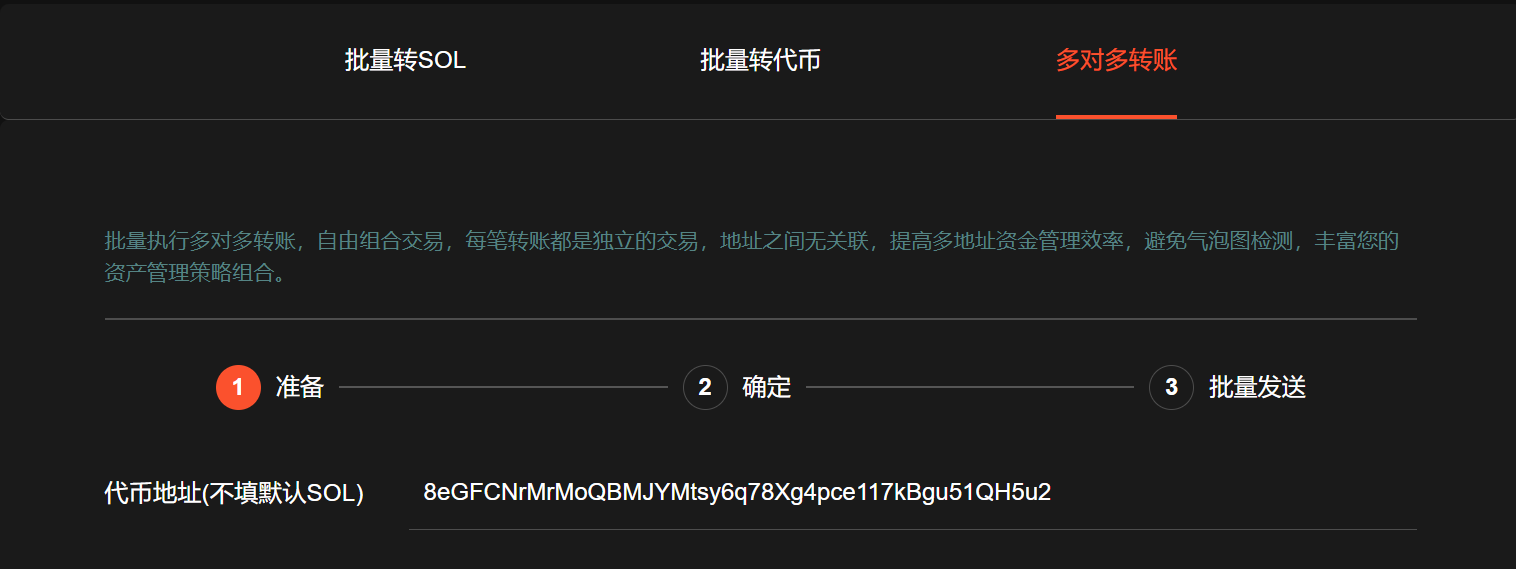 批量转SOL 批量转代币 多对多转账
批量执行多对多转账，自由组合交易，每笔转账都是独立的交易，地址之间无关联，提高多地址资金管理效率，避免气泡图检测，丰富您的
资产管理策略组合。
1 准备 2 确定 3 批量发送
代币地址(不填默认SOL) 8eGFCNrMrMoQBMJYMtsy6q78Xg4pce117kBgu51QH5u2